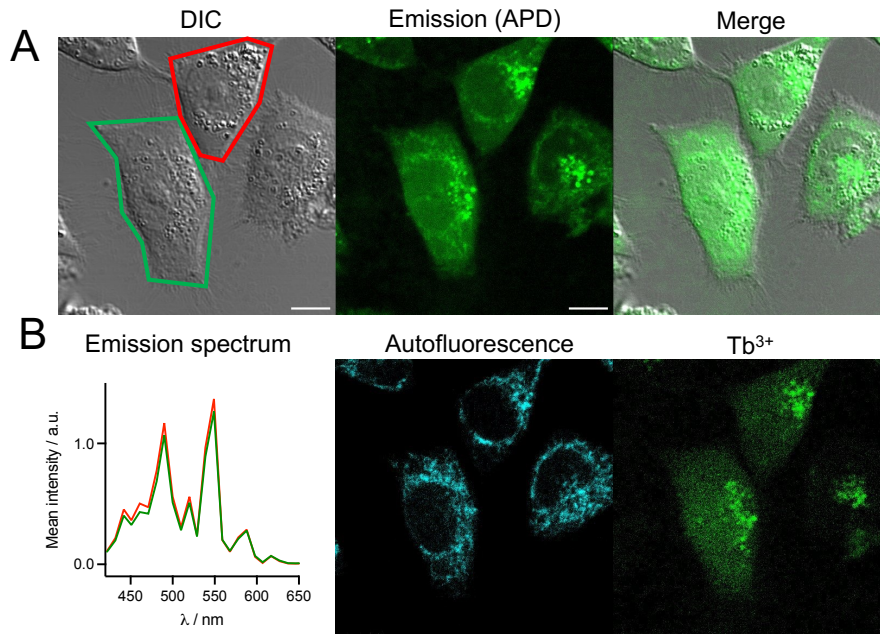 DIC Emission (APD) Merge
A
B
Emission spectrum Autofluorescence Tb³⁺
Mean intensity / a.u.
1.0
0.0
450 500 550 600 650
λ / nm